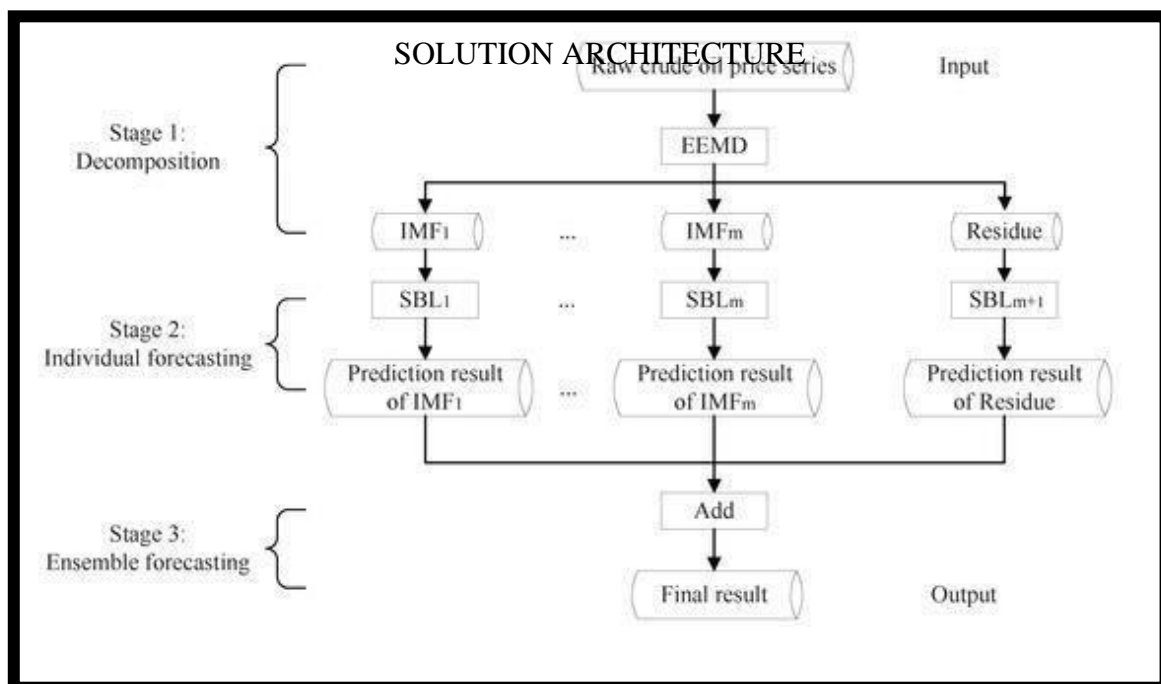 SOLUTION ARCHITECTURE
Raw crude oil price series
Input
Stage 1:
Decomposition
EEMD
IMF1
...
IMFm
Residue
SBL1
...
SBLm
SBLm+1
Stage 2:
Individual forecasting
Prediction result
of IMF1
...
Prediction result
of IMFm
Prediction result
of Residue
Add
Stage 3:
Ensemble forecasting
Final result
Output